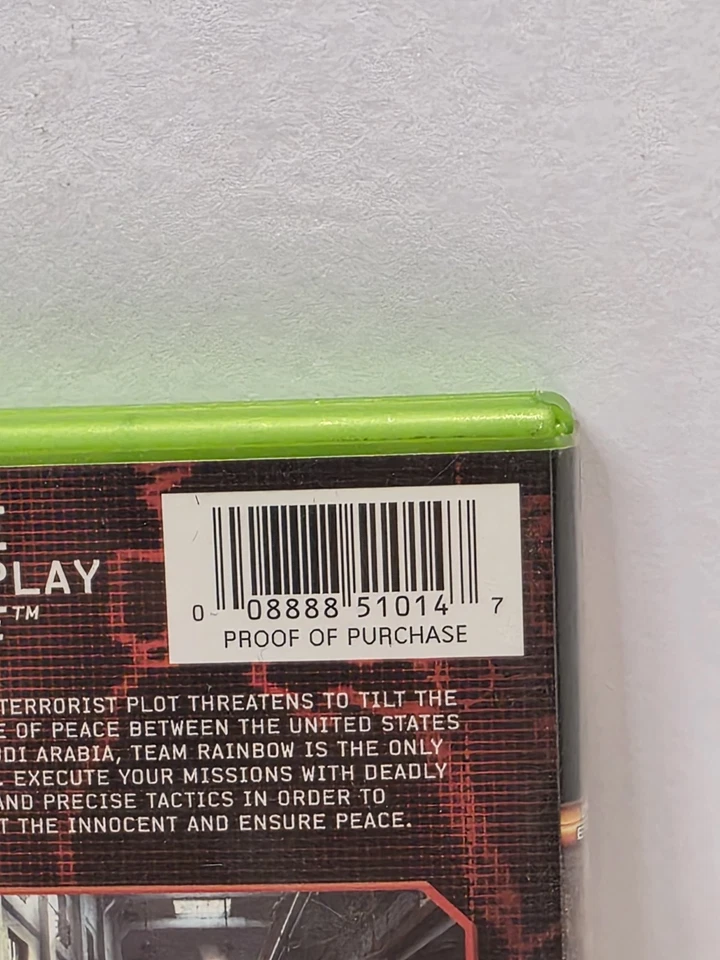 PLAY
™
0 08888 51014 7
PROOF OF PURCHASE
TERRORIST PLOT THREATENS TO TILT THE
OF PEACE BETWEEN THE UNITED STATES
ARABIA, TEAM RAINBOW IS THE ONLY
EXECUTE YOUR MISSIONS WITH DEADLY
AND PRECISE TACTICS IN ORDER TO
THE INNOCENT AND ENSURE PEACE.